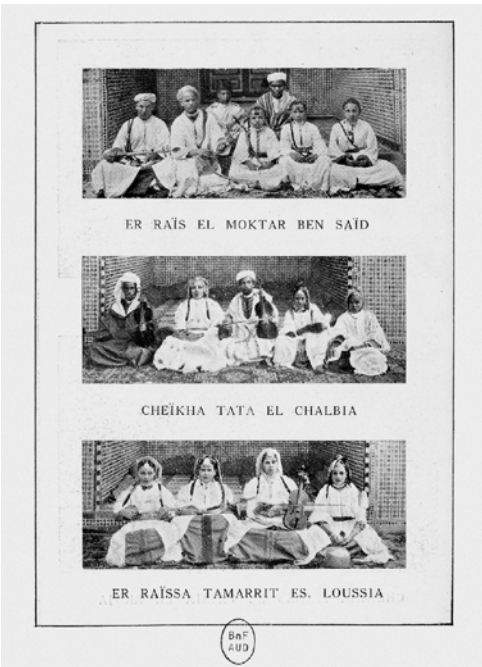 ER RAÏS EL MOKTAR BEN SAÏD
CHEÏKHA TATA EL CHALBIA
ER RAÏSSA TAMARRIT ES. LOUSSIA
BnF
AUD